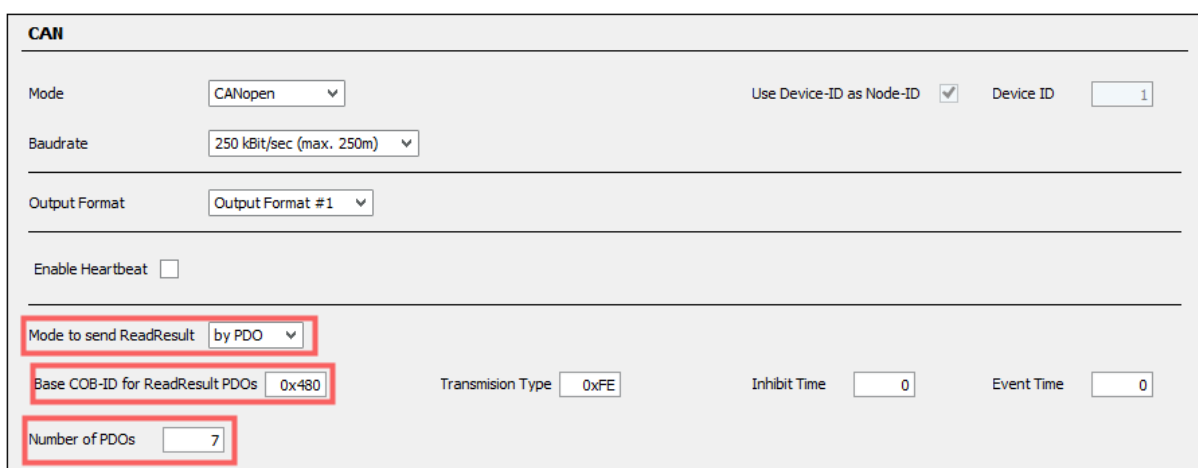 CAN
Mode CANopen Use Device-ID as Node-ID Device ID 1
Baudrate 250 kBit/sec (max. 250m)
Output Format Output Format #1
Enable Heartbeat
Mode to send ReadResult by PDO
Base COB-ID for ReadResult PDOs 0x480 Transmision Type 0xFE Inhibit Time 0 Event Time 0
Number of PDOs 7